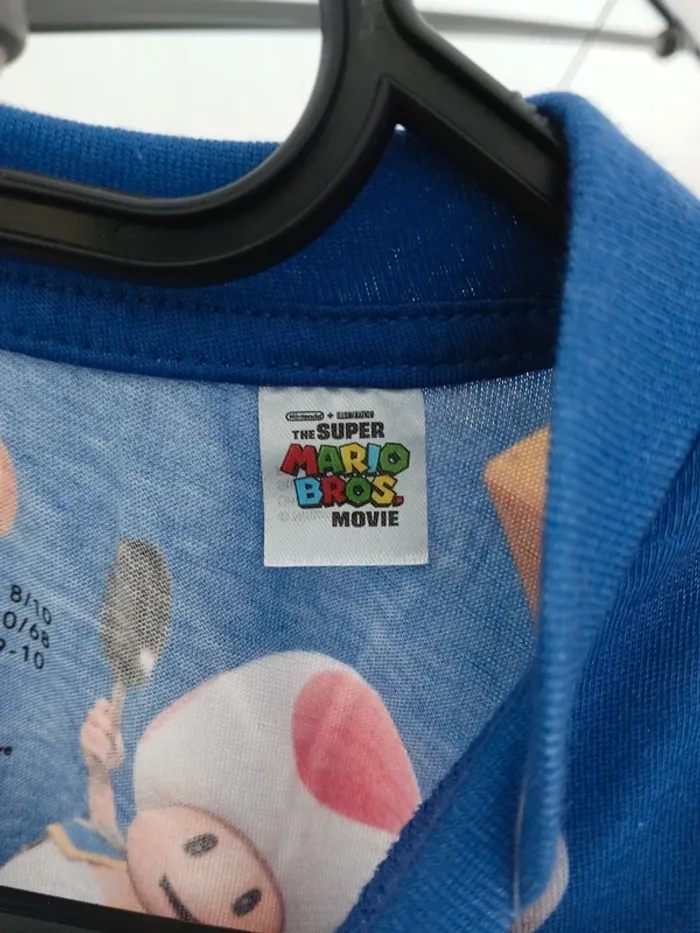 Nintendo + ILLUMINATION
THE SUPER
MARIO
BROS.
MOVIE
8/10
0/68
9-10